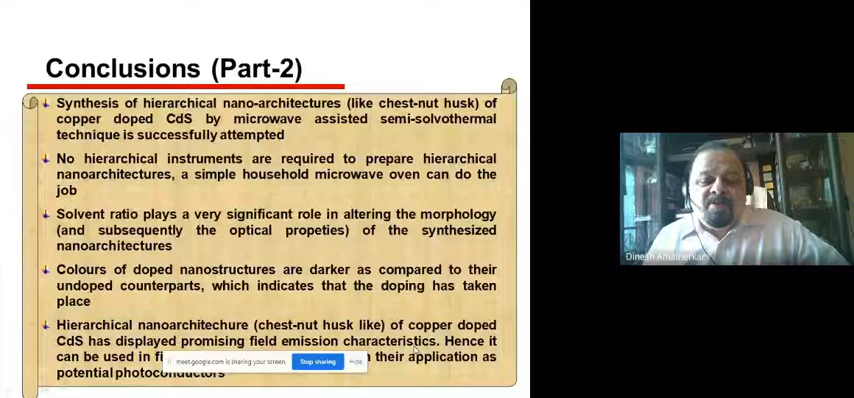 Conclusions (Part-2)
Synthesis of hierarchical nano-architectures (like chest-nut husk) of
copper doped CdS by microwave assisted semi-solvothermal
technique is successfully attempted
No hierarchical instruments are required to prepare hierarchical
nanoarchitectures, a simple household microwave oven can do the
job
Solvent ratio plays a very significant role in altering the morphology
(and subsequently the optical propeties) of the synthesized
nanoarchitectures
Colours of doped nanostructures are darker as compared to their
undoped counterparts, which indicates that the doping has taken
place
Hierarchical nanoarchitechure (chest-nut husk like) of copper doped
CdS has displayed promising field emission characteristics. Hence it
can be used in their application as
meet.google.com is sharing your screen. Stop sharing Hide
potential photoconductors
Dinesh Amalnerkar